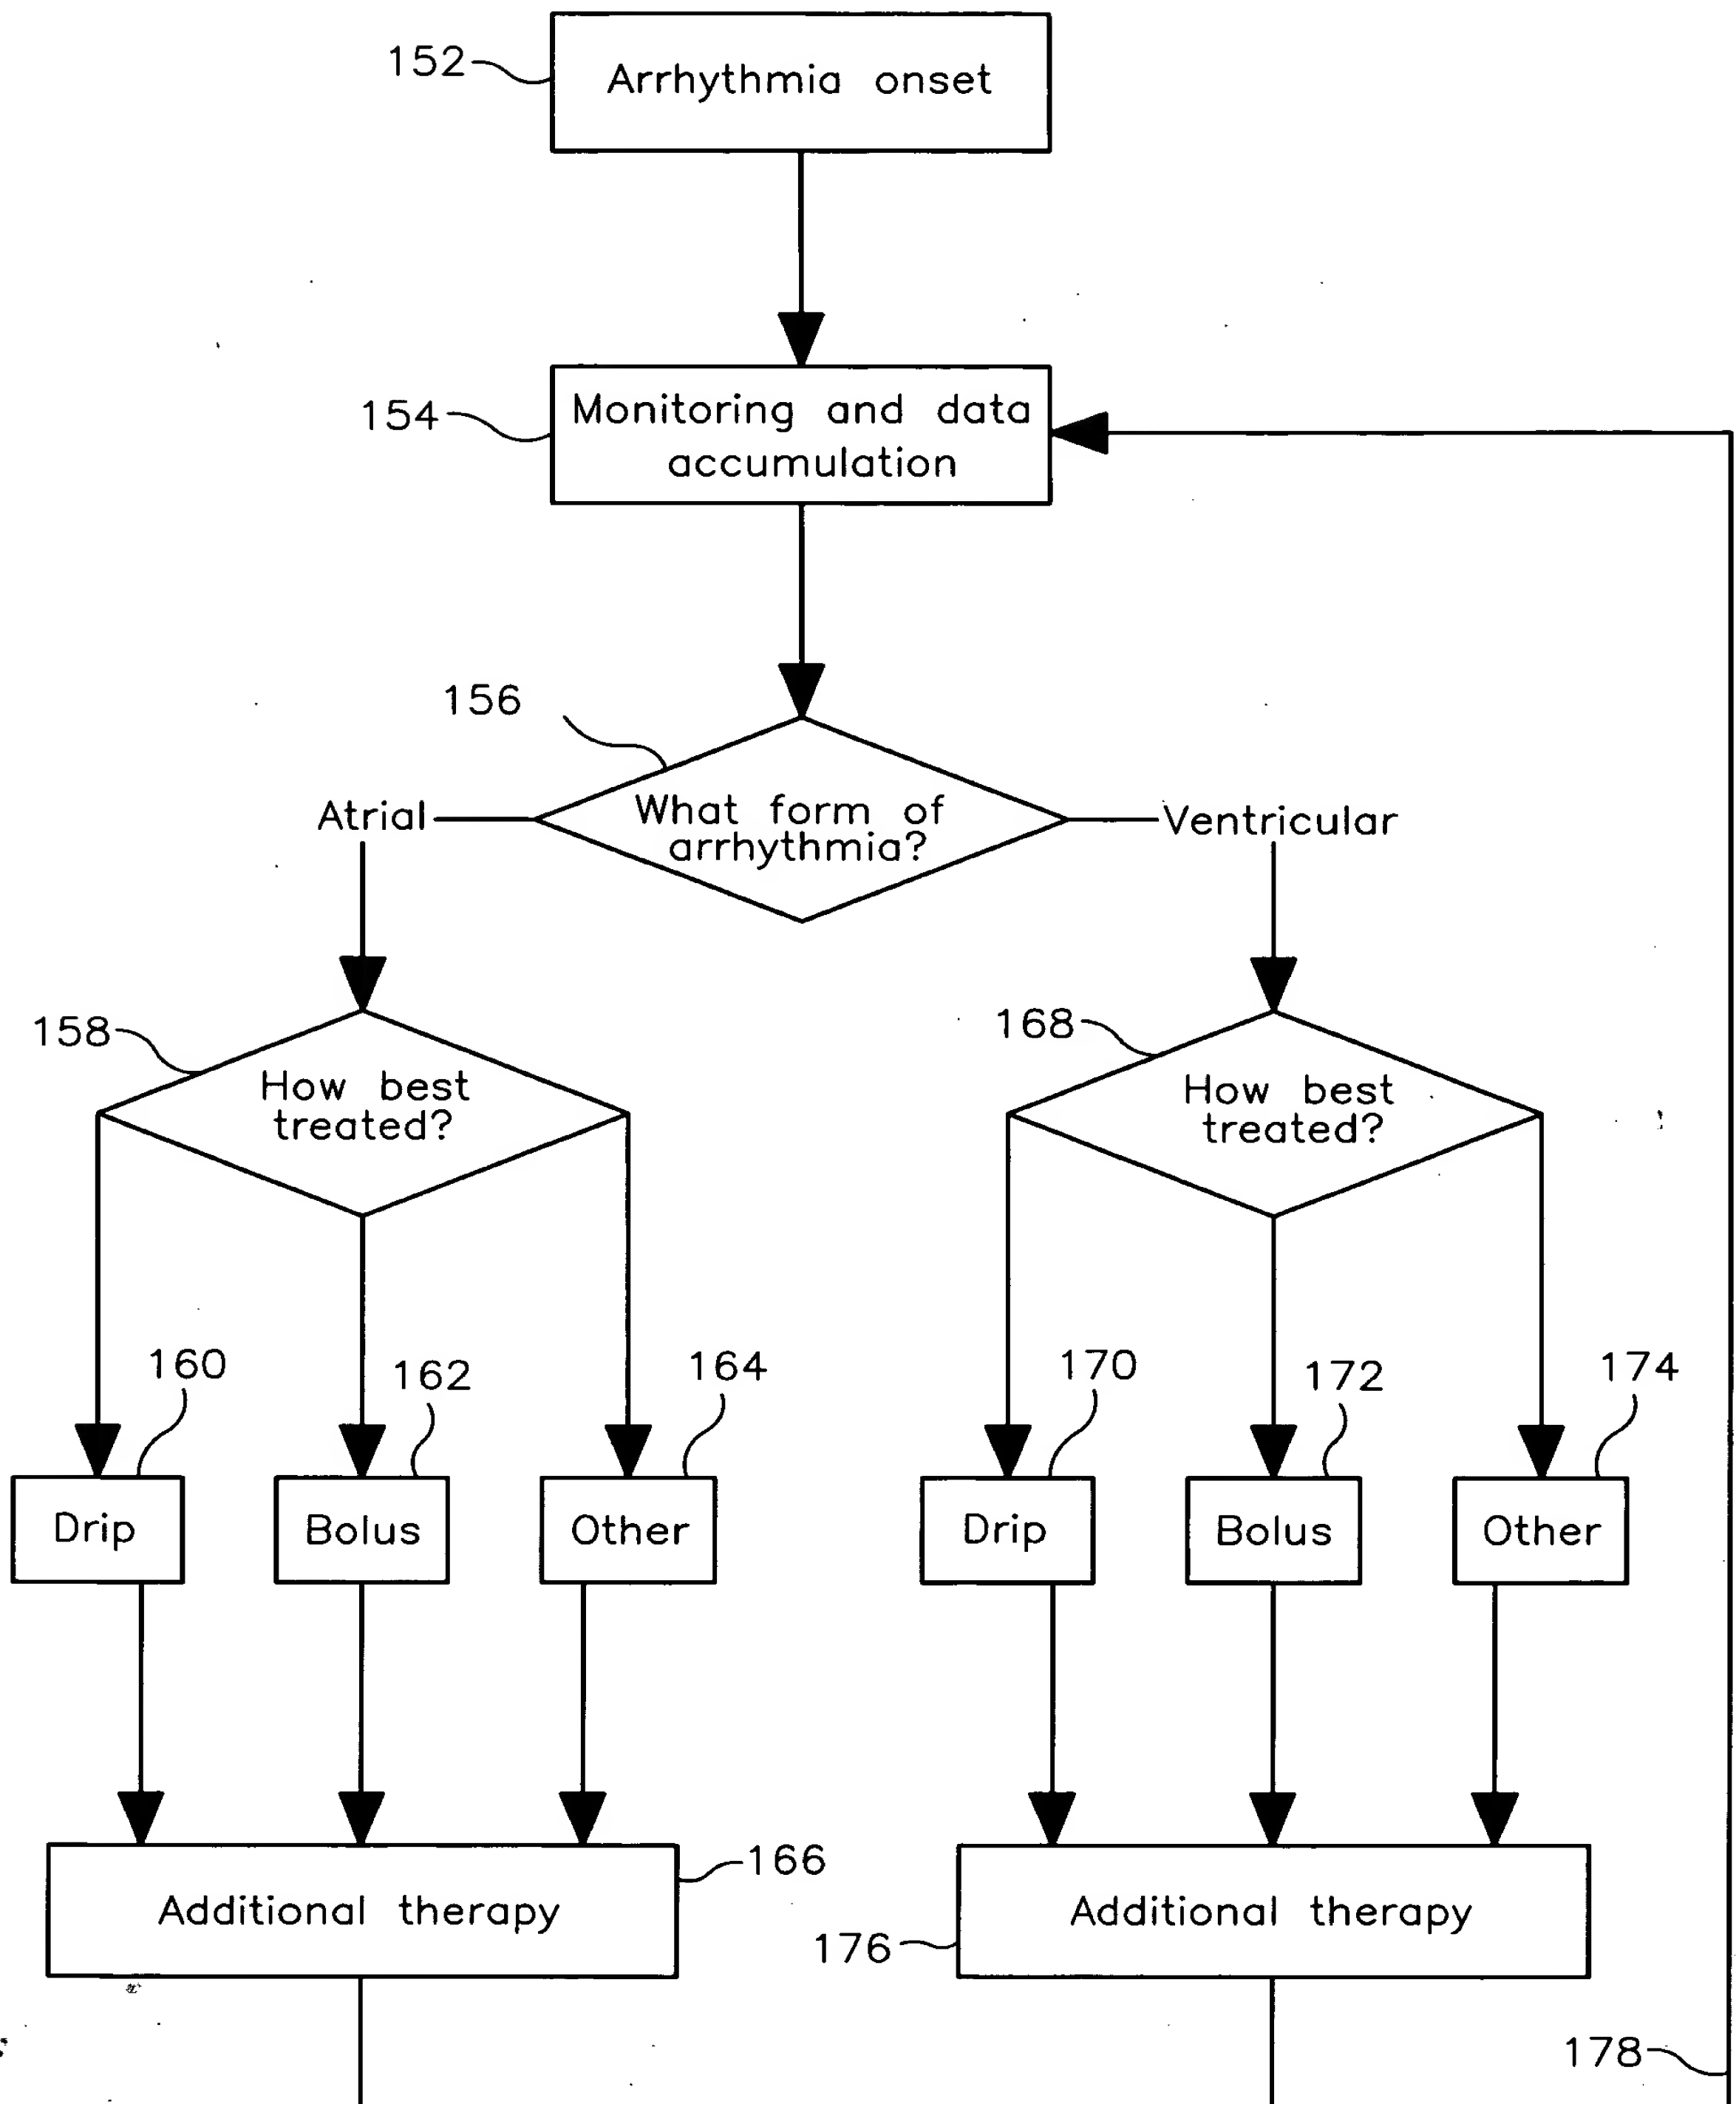 152
Arrhythmia onset
154
Monitoring and data
accumulation
156
Atrial
What form of
arrhythmia?
Ventricular
158
How best
treated?
168
How best
treated?
160
162
164
170
172
174
Drip
Bolus
Other
Drip
Bolus
Other
166
Additional therapy
176
Additional therapy
178